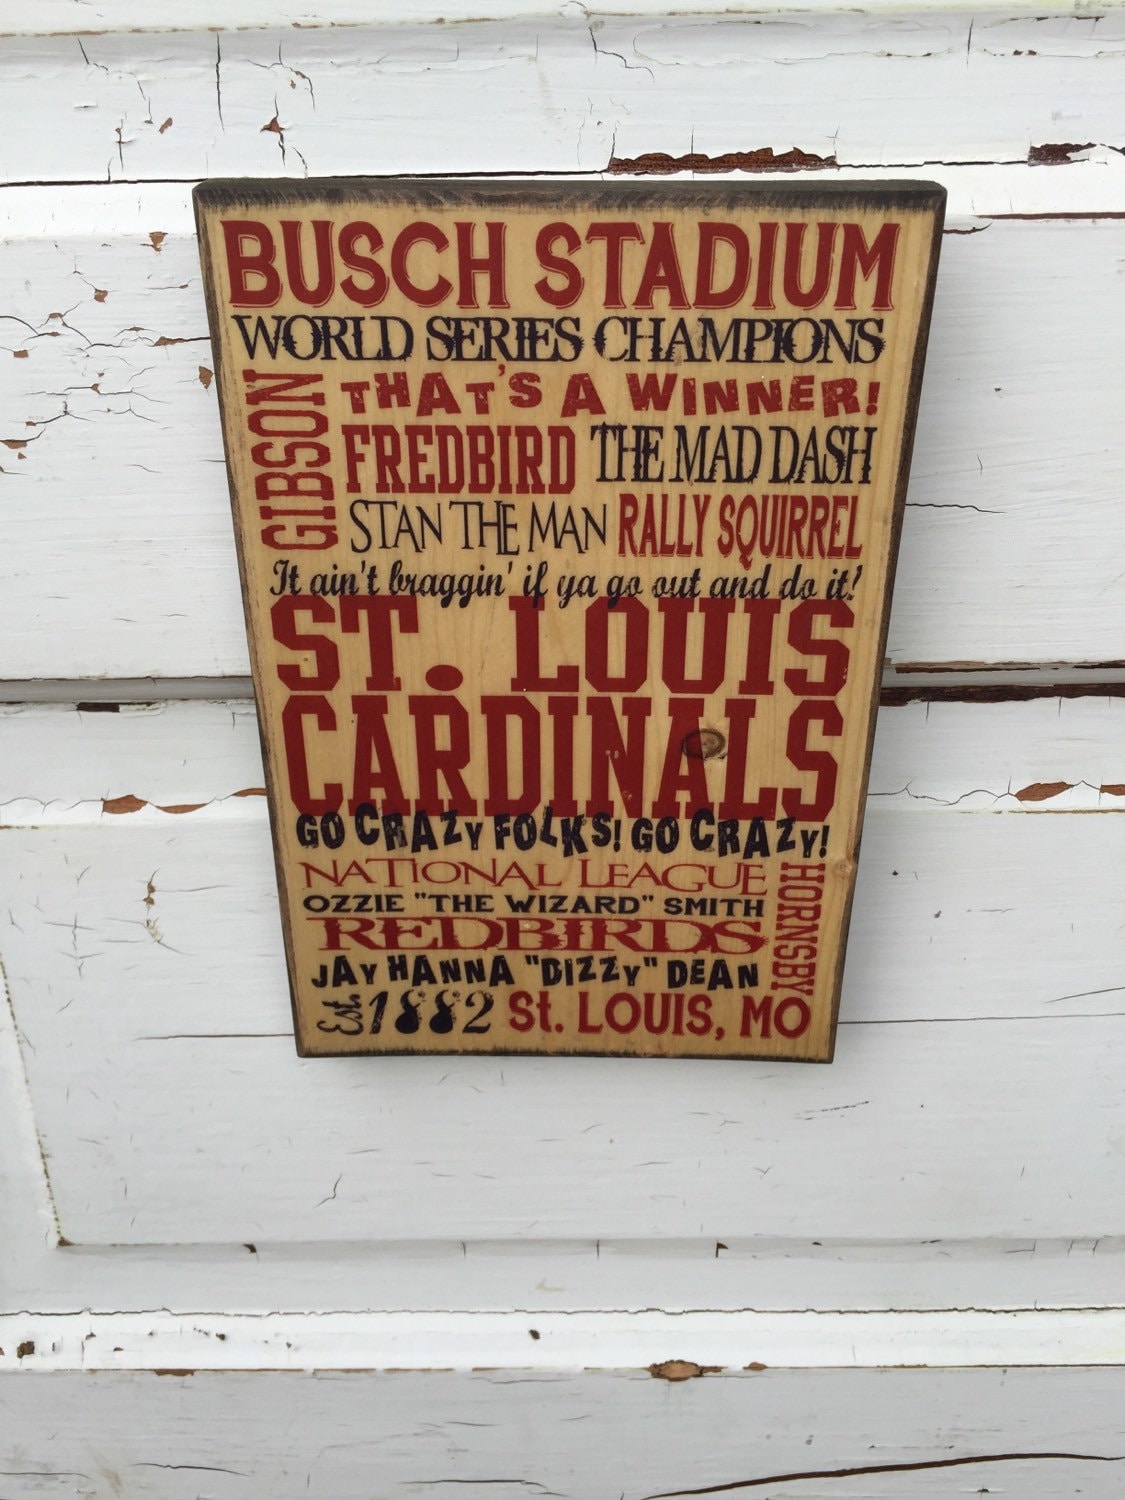 BUSCH STADIUM
WORLD SERIES CHAMPIONS
GIBSON
THAT'S A WINNER!
FREDBIRD THE MAD DASH
STAN THE MAN RALLY SQUIRREL
It ain't braggin' if ya go out and do it!
ST. LOUIS
CARDINALS
GO CRAZY FOLKS! GO CRAZY!
NATIONAL LEAGUE
OZZIE "THE WIZARD" SMITH
REDBIRDS
JAY HANNA "DIZZY" DEAN
HORNSBY
Est. 1882 St. LOUIS, MO